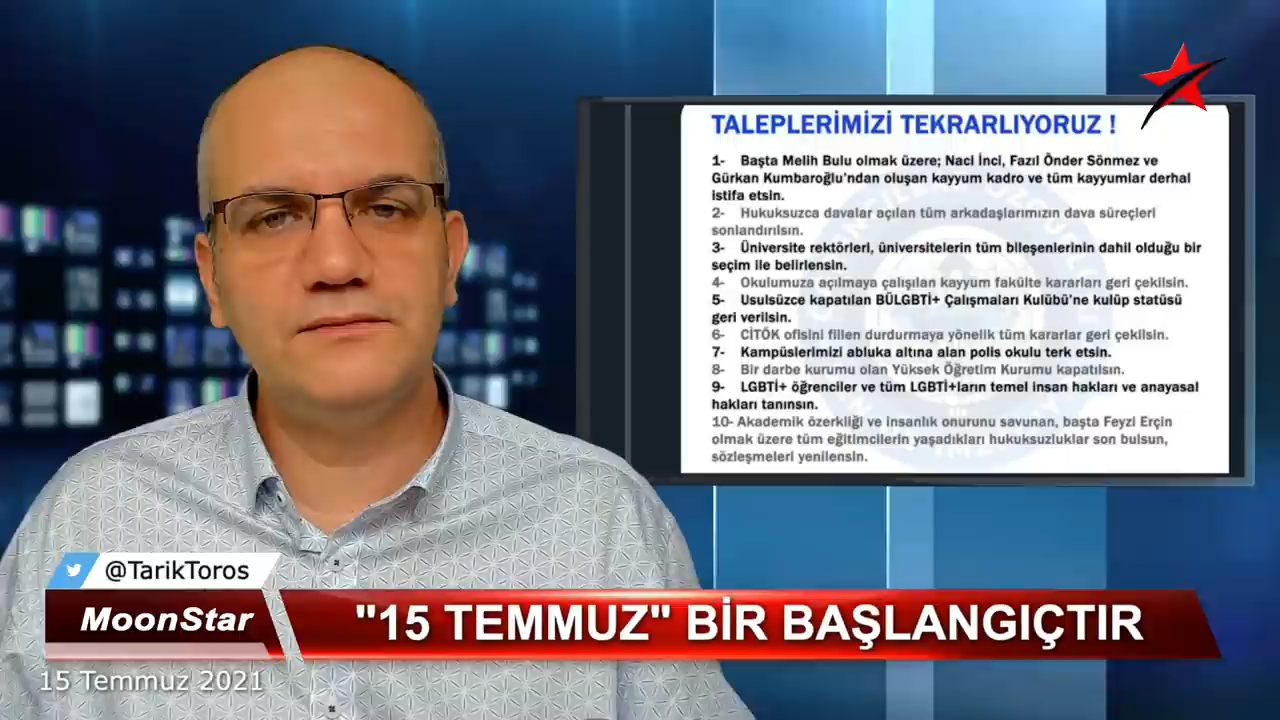 TALEPLERİMİZİ TEKRARLIYORUZ !
1- Başta Melih Bulu olmak üzere; Naci İnci, Fazıl Önder Sönmez ve
Gürkan Kumbaroğlu'ndan oluşan kayyum kadro ve tüm kayyumlar derhal
istifa etsin.
2- Hukuksuzca davalar açılan tüm arkadaşlarımızın dava süreçleri
sonlandırılsın.
3- Üniversite rektörleri, üniversitelerin tüm bileşenlerinin dahil olduğu bir
seçim ile belirlensin.
4- Okulumuza açılmaya çalışılan kayyum fakülte kararları geri çekilsin.
5- Usulsüzce kapatılan BÜLGBTİ+ Çalışmaları Kulübü'ne kulüp statüsü
geri verilsin.
6- CİTÖK ofisini fiilen durdurmaya yönelik tüm kararlar geri çekilsin.
7- Kampüslerimizi abluka altına alan polis okulu terk etsin.
8- Bir darbe kurumu olan Yüksek Öğretim Kurumu kapatılsın.
9- LGBTİ+ öğrenciler ve tüm LGBTİ+ların temel insan hakları ve anayasal
hakları tanınsın.
10- Akademik özerkliği ve insanlık onurunu savunan, başta Feyzi Erçin
olmak üzere tüm eğitimcilerin yaşadıkları hukuksuzluklar son bulsun,
sözleşmeleri yenilensin.
@TarikToros
MoonStar
"15 TEMMUZ" BİR BAŞLANGIÇTIR
15 Temmuz 2021